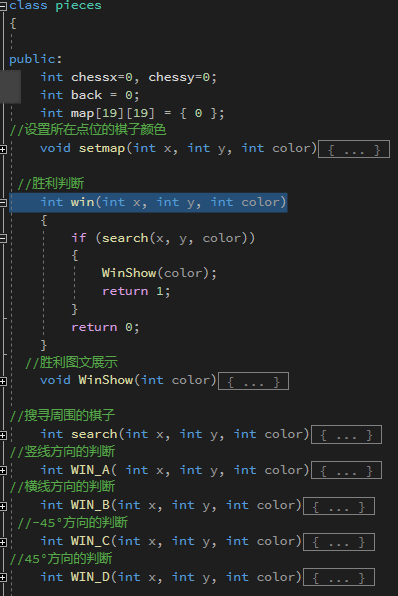 class pieces
{
public:
int chessx=0, chessy=0;
int back = 0;
int map[19][19] = { 0 };
//设置所在点位的棋子颜色
void setmap(int x, int y, int color){ ... }
//胜利判断
int win(int x, int y, int color)
{
if (search(x, y, color))
{
WinShow(color);
return 1;
}
return 0;
}
//胜利图文展示
void WinShow(int color){ ... }
//搜寻周围的棋子
int search(int x, int y, int color){ ... }
//竖线方向的判断
int WIN_A( int x, int y, int color){ ... }
//横线方向的判断
int WIN_B(int x, int y, int color){ ... }
//-45°方向的判断
int WIN_C(int x, int y, int color){ ... }
//45°方向的判断
int WIN_D(int x, int y, int color){ ... }